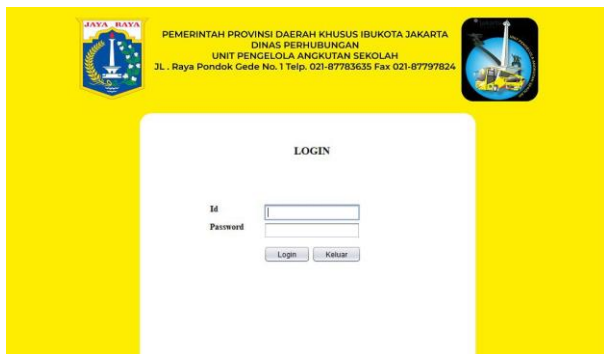 JAYA RAYA
PEMERINTAH PROVINSI DAERAH KHUSUS IBUKOTA JAKARTA
DINAS PERHUBUNGAN
UNIT PENGELOLA ANGKUTAN SEKOLAH
JL . Raya Pondok Gede No. 1 Telp. 021-87783635 Fax 021-87797824
LOGIN
Id
Password
Login Keluar